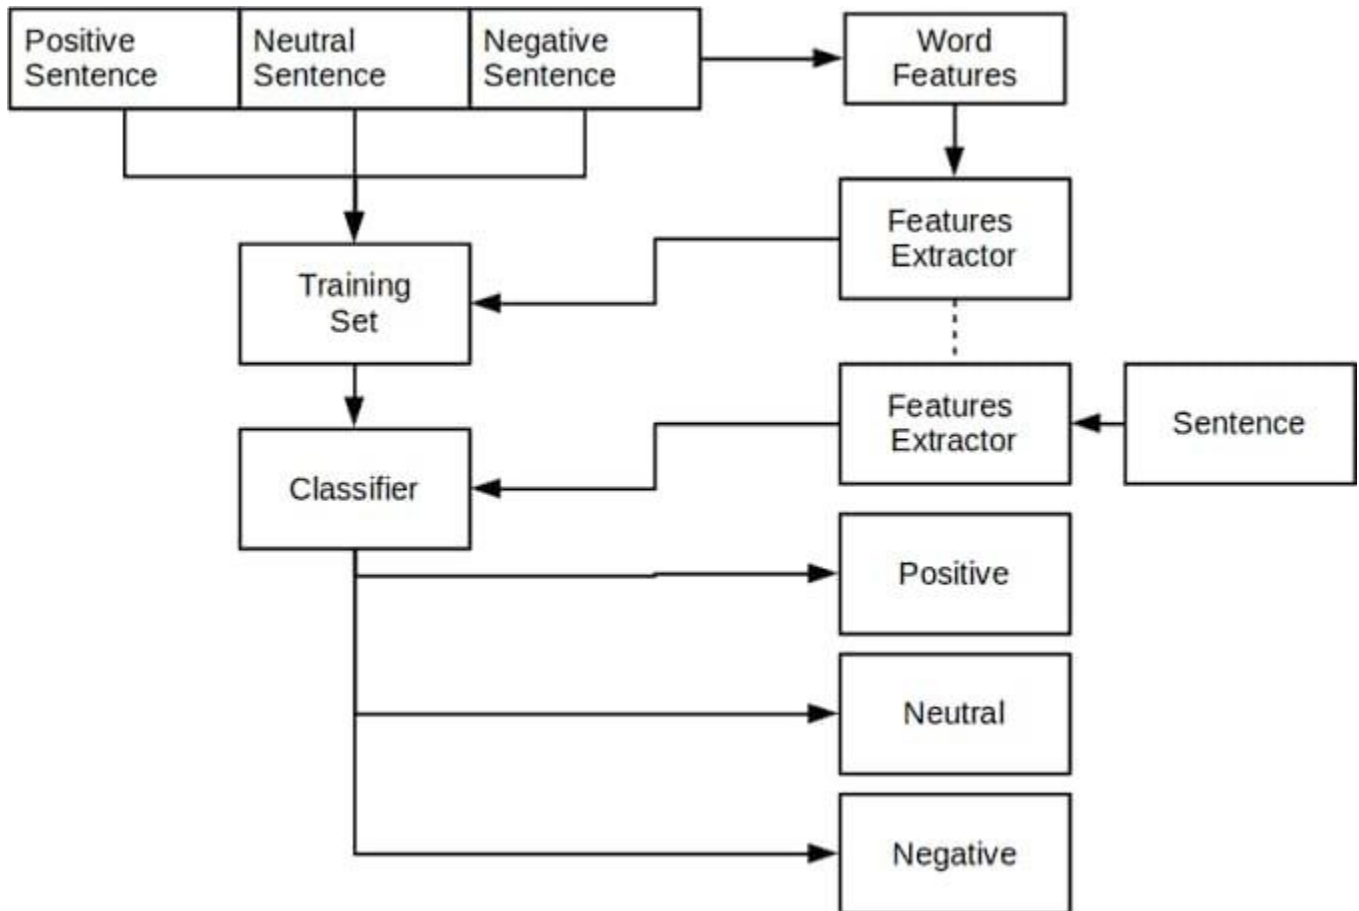 Positive
Sentence
Neutral
Sentence
Negative
Sentence
Word
Features
Features
Extractor
Training
Set
Features
Extractor
Sentence
Classifier
Positive
Neutral
Negative